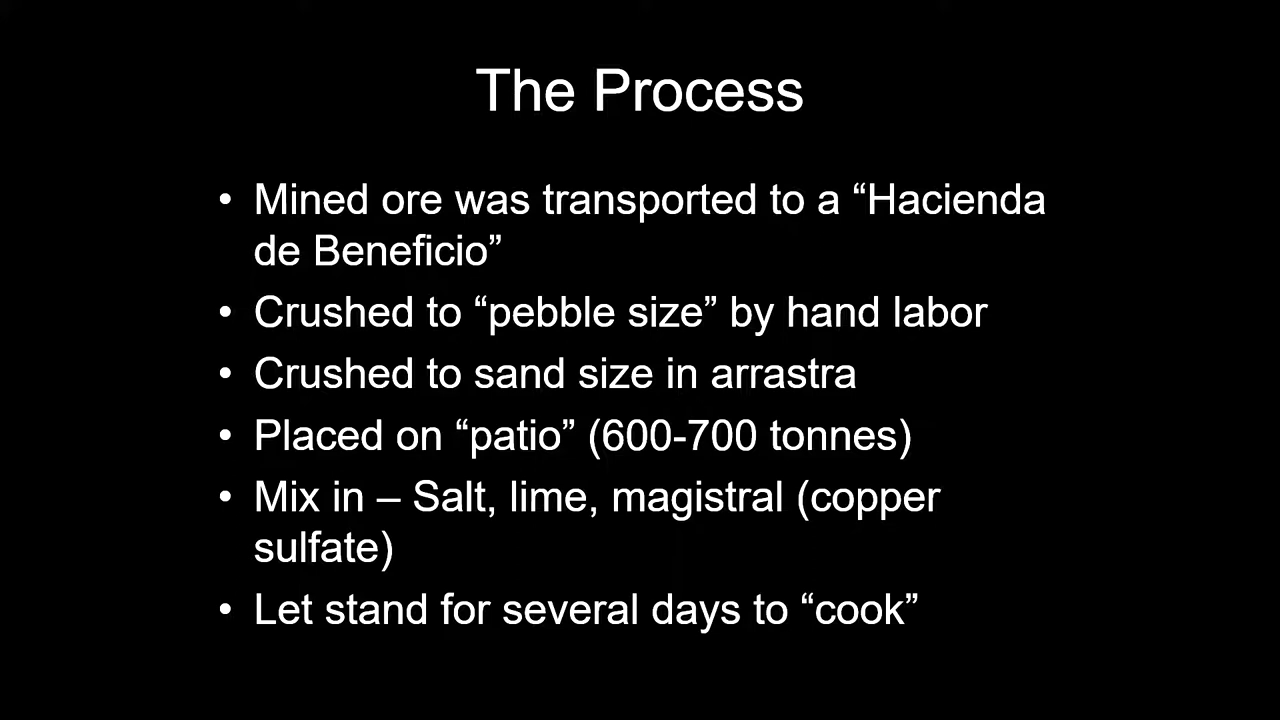 The Process
• Mined ore was transported to a “Hacienda
de Beneficio”
• Crushed to “pebble size” by hand labor
• Crushed to sand size in arrastra
• Placed on “patio” (600-700 tonnes)
• Mix in – Salt, lime, magistral (copper
sulfate)
• Let stand for several days to “cook”